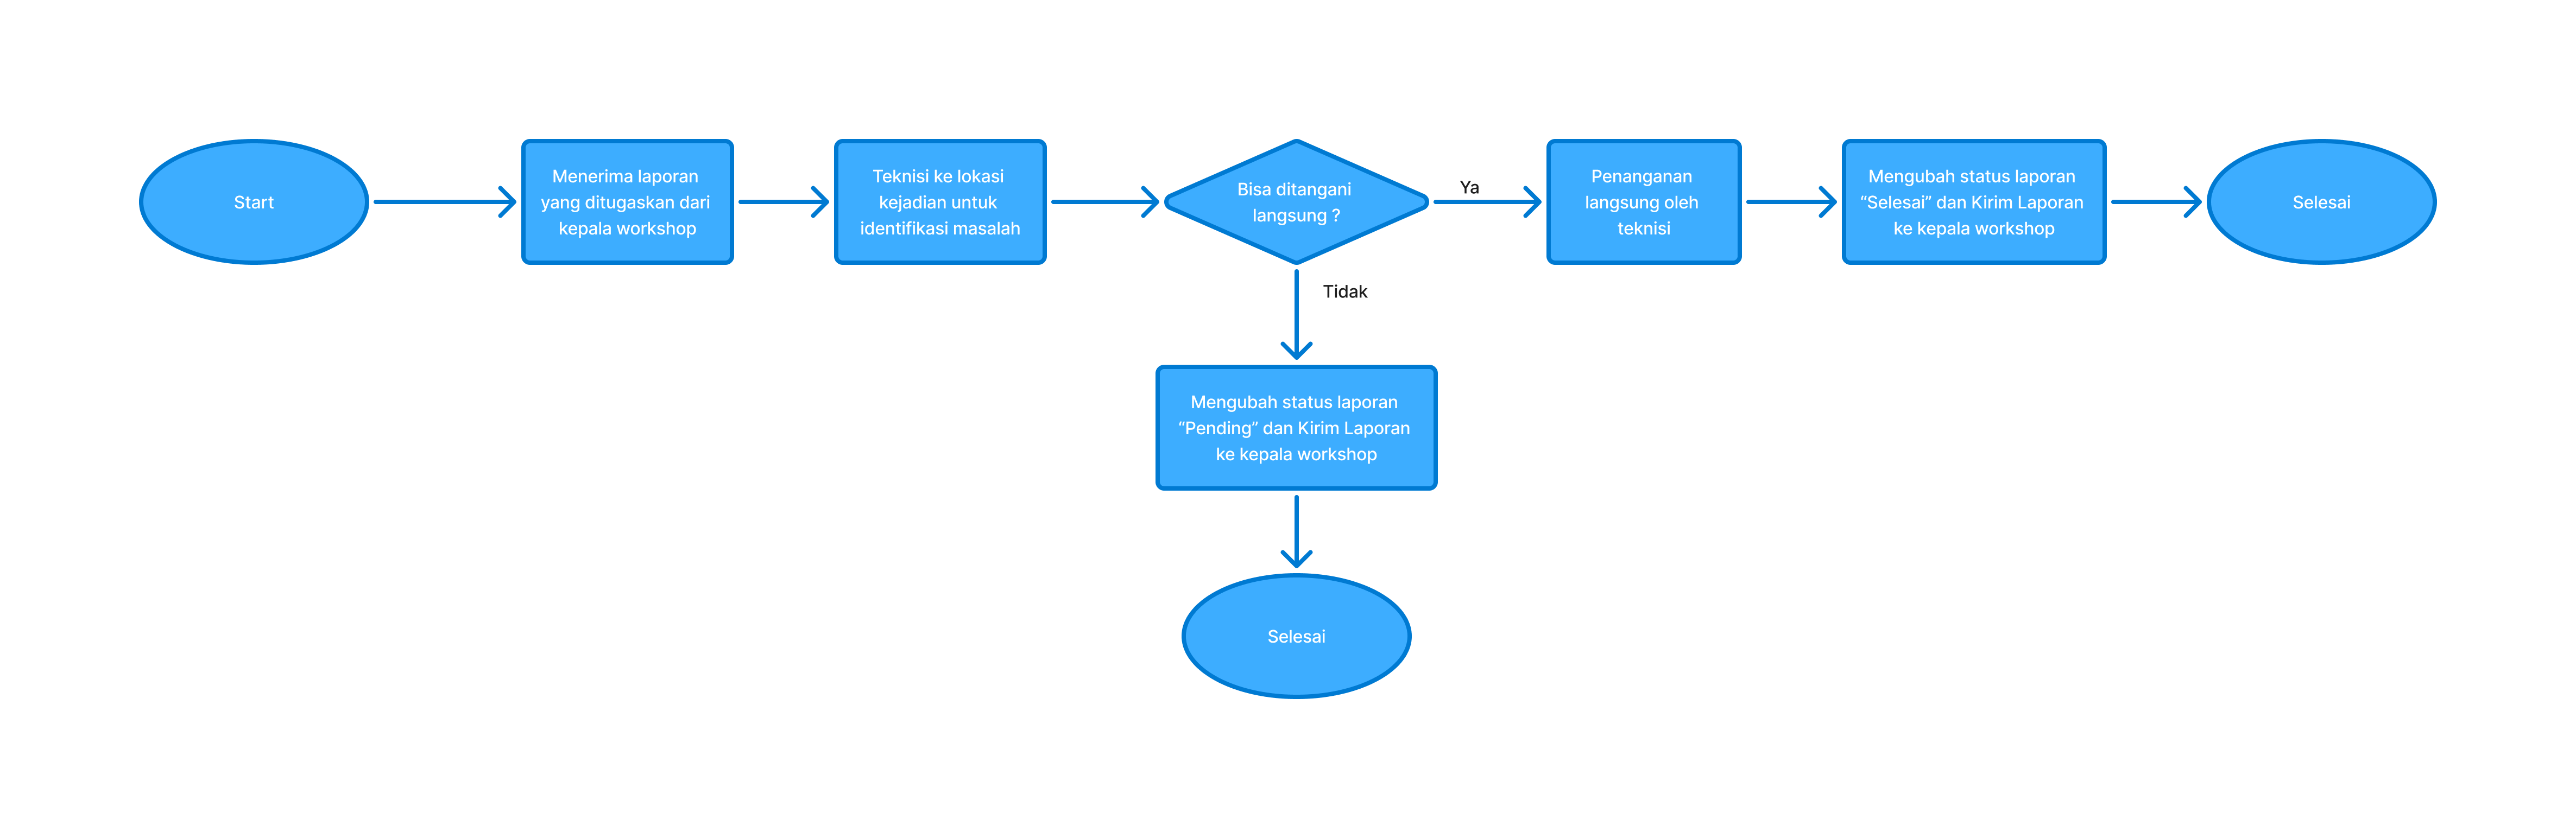 Start
Menerima laporan
yang ditugaskan dari
kepala workshop
Teknisi ke lokasi
kejadian untuk
identifikasi masalah
Bisa ditangani
langsung ?
Ya
Penanganan
langsung oleh
teknisi
Mengubah status laporan
“Selesai” dan Kirim Laporan
ke kepala workshop
Selesai
Tidak
Mengubah status laporan
“Pending” dan Kirim Laporan
ke kepala workshop
Selesai